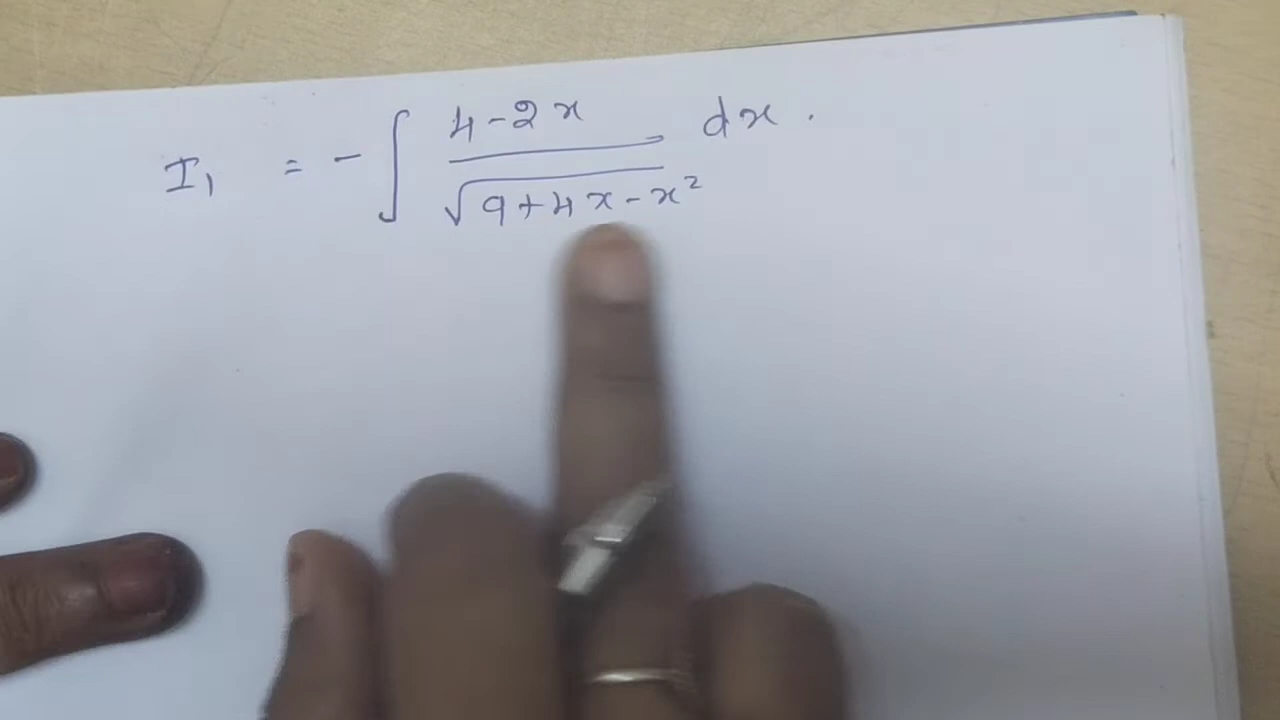 I₁ = - ∫ (4-2x)/√(9+4x-x²) dx.